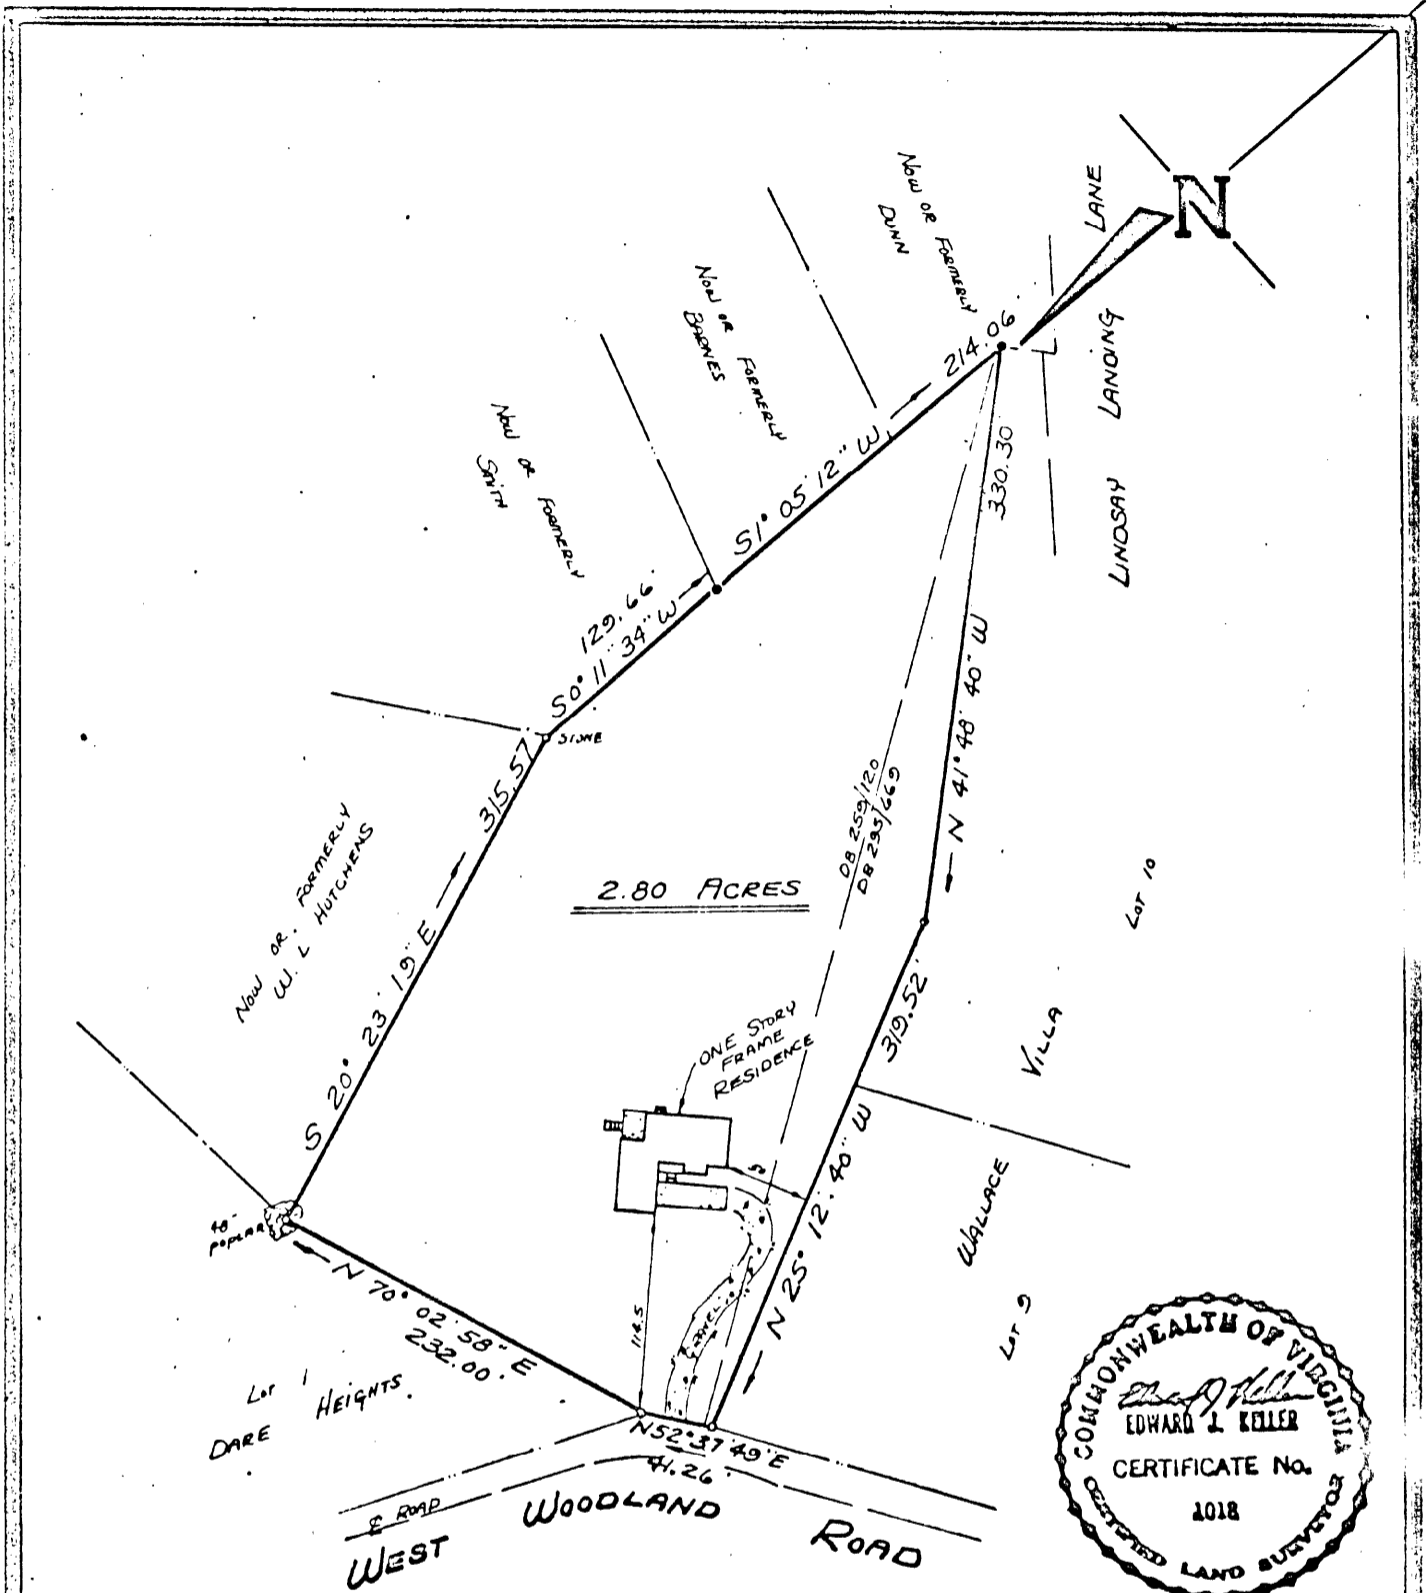 N
LANE
LANDING
LINDSAY
NOW OR FORMERLY
DUNN
NOW OR FORMERLY
BARNES
NOW OR FORMERLY
SMITH
214.06'
S1° 05' 12" W
129.66'
S0° 11' 34" W
STONE
330.30
N 41° 48' 40" W
315.57
S 20° 23' 19" E
NOW OR FORMERLY
W. L HUTCHENS
DB 259/120
DB 293/669
2.80 ACRES
LOT 10
319.52'
N 25° 12' 40" W
VILLA
WALLACE
LOT 9
ONE STORY
FRAME
RESIDENCE
114.5
GRAVEL
48"
POPLAR
N 70° 02' 58" E
232.00'
LOT 1
DARE HEIGHTS
N52° 37' 49" E
41.26'
℄ ROAD
WEST WOODLAND ROAD
COMMONWEALTH OF VIRGINIA
EDWARD J. KELLER
CERTIFICATE No.
1018
CERTIFIED LAND SURVEYOR